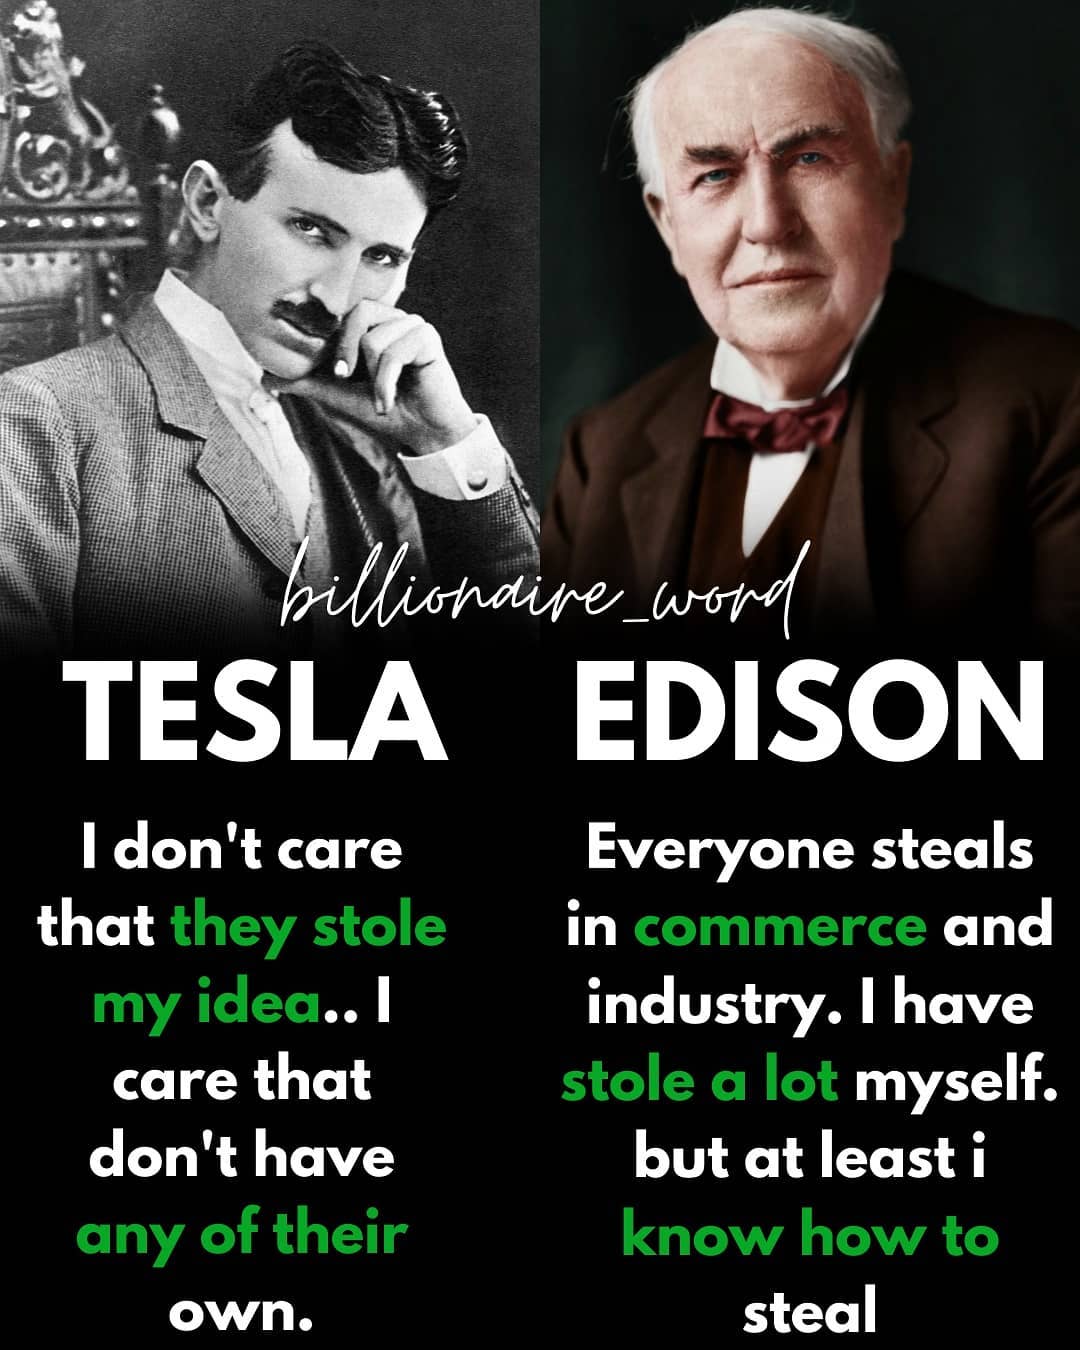 billionaire_word
TESLA
I don't care
that they stole
my idea.. I
care that
don't have
any of their
own.
EDISON
Everyone steals
in commerce and
industry. I have
stole a lot myself.
but at least i
know how to
steal